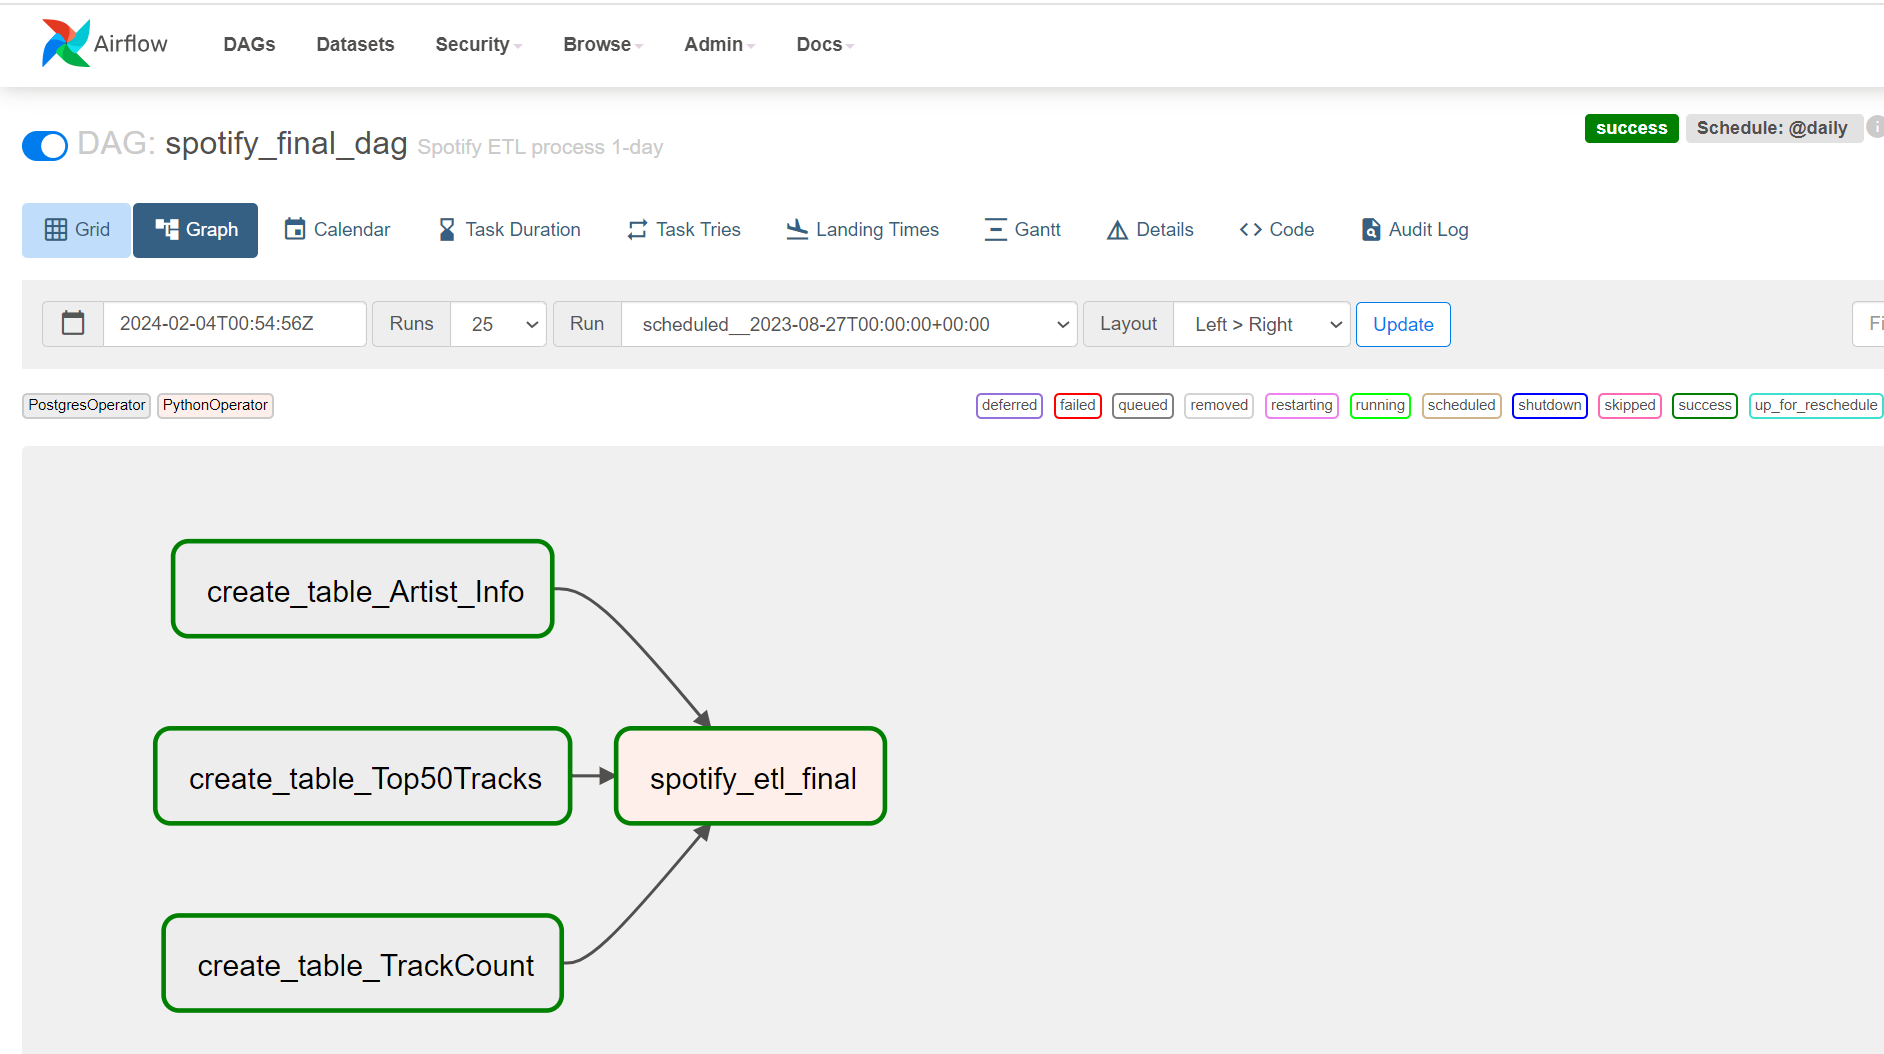 Airflow DAGs Datasets Security Browse Admin Docs
DAG: spotify_final_dag Spotify ETL process 1-day
success Schedule: @daily
Grid Graph Calendar Task Duration Task Tries Landing Times Gantt Details Code Audit Log
2024-02-04T00:54:56Z Runs 25 Run scheduled__2023-08-27T00:00:00+00:00 Layout Left > Right Update Fi
PostgresOperator PythonOperator deferred failed queued removed restarting running scheduled shutdown skipped success up_for_reschedule
create_table_Artist_Info
create_table_Top50Tracks spotify_etl_final
create_table_TrackCount